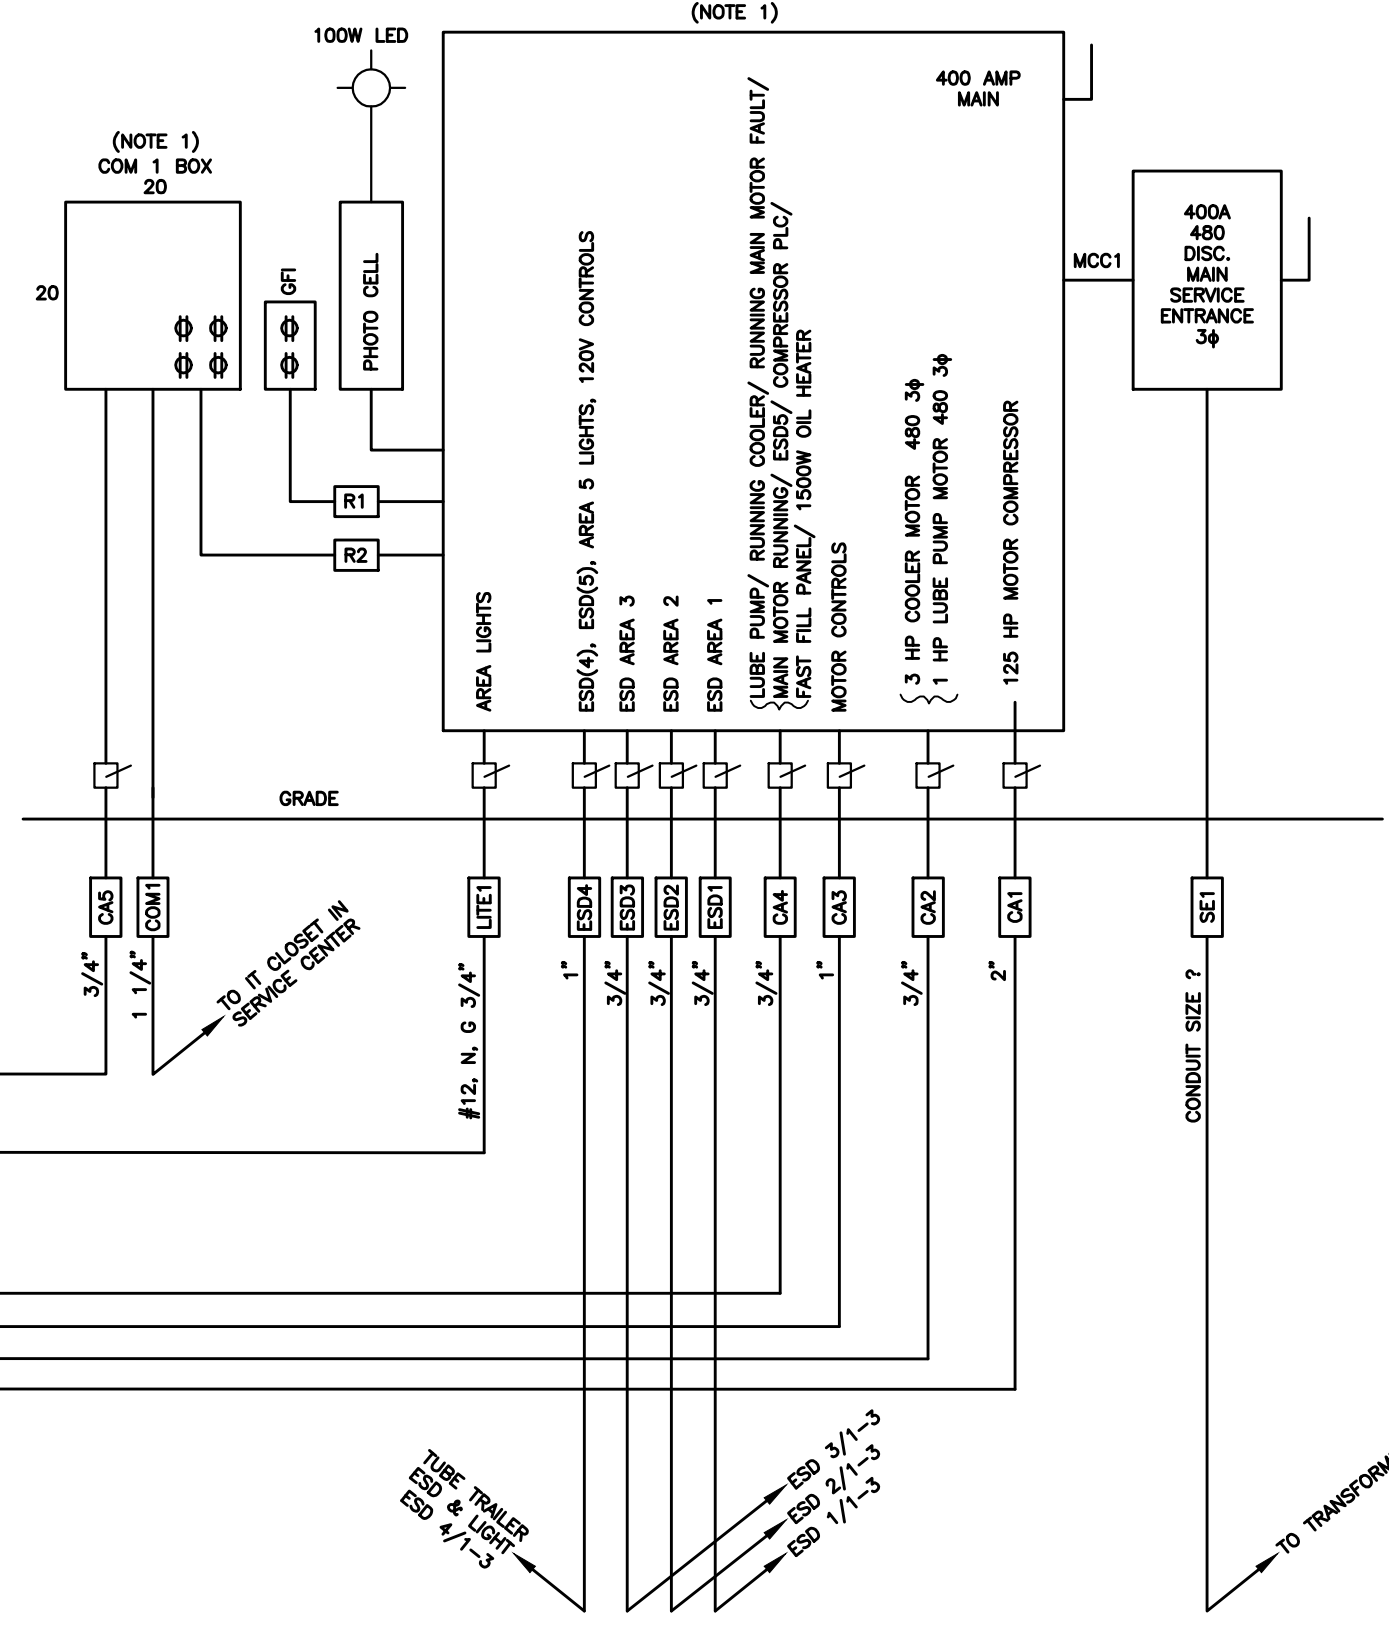 (NOTE 1)
100W LED
400 AMP
MAIN
(NOTE 1)
COM 1 BOX
20
20
GFI
PHOTO CELL
R1
R2
MCC1
400A
480
DISC.
MAIN
SERVICE
ENTRANCE
3ϕ
AREA LIGHTS
ESD(4), ESD(5), AREA 5 LIGHTS, 120V CONTROLS
ESD AREA 3
ESD AREA 2
ESD AREA 1
LUBE PUMP/ RUNNING COOLER/ RUNNING MAIN MOTOR FAULT/
MAIN MOTOR RUNNING/ ESD5/ COMPRESSOR PLC/
FAST FILL PANEL/ 1500W OIL HEATER
MOTOR CONTROLS
3 HP COOLER MOTOR 480 3ϕ
1 HP LUBE PUMP MOTOR 480 3ϕ
125 HP MOTOR COMPRESSOR
GRADE
CA5
COM1
LITE1
ESD4
ESD3
ESD2
ESD1
CA4
CA3
CA2
CA1
SE1
3/4"
1 1/4"
TO IT CLOSET IN
SERVICE CENTER
#12, N, G 3/4"
1"
3/4"
3/4"
3/4"
3/4"
1"
3/4"
2"
CONDUIT SIZE ?
TUBE TRAILER
ESD & LIGHT
ESD 4/1-3
ESD 3/1-3
ESD 2/1-3
ESD 1/1-3
TO TRANSFORM